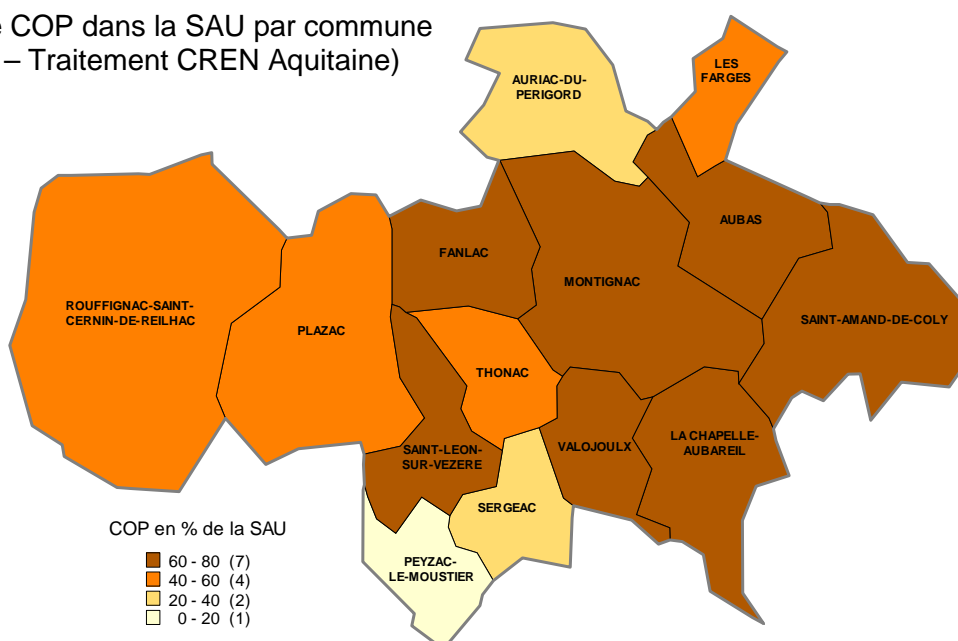 COP dans la SAU par commune
– Traitement CREN Aquitaine)
LES
FARGES
AURIAC-DU-
PERIGORD
AUBAS
FANLAC
MONTIGNAC
ROUFFIGNAC-SAINT-
CERNIN-DE-REILHAC
PLAZAC
SAINT-AMAND-DE-COLY
THONAC
SAINT-LEON-
SUR-VEZERE
VALOJOULX
LA CHAPELLE-
AUBAREIL
SERGEAC
PEYZAC-
LE-MOUSTIER
COP en % de la SAU
60 - 80 (7)
40 - 60 (4)
20 - 40 (2)
0 - 20 (1)